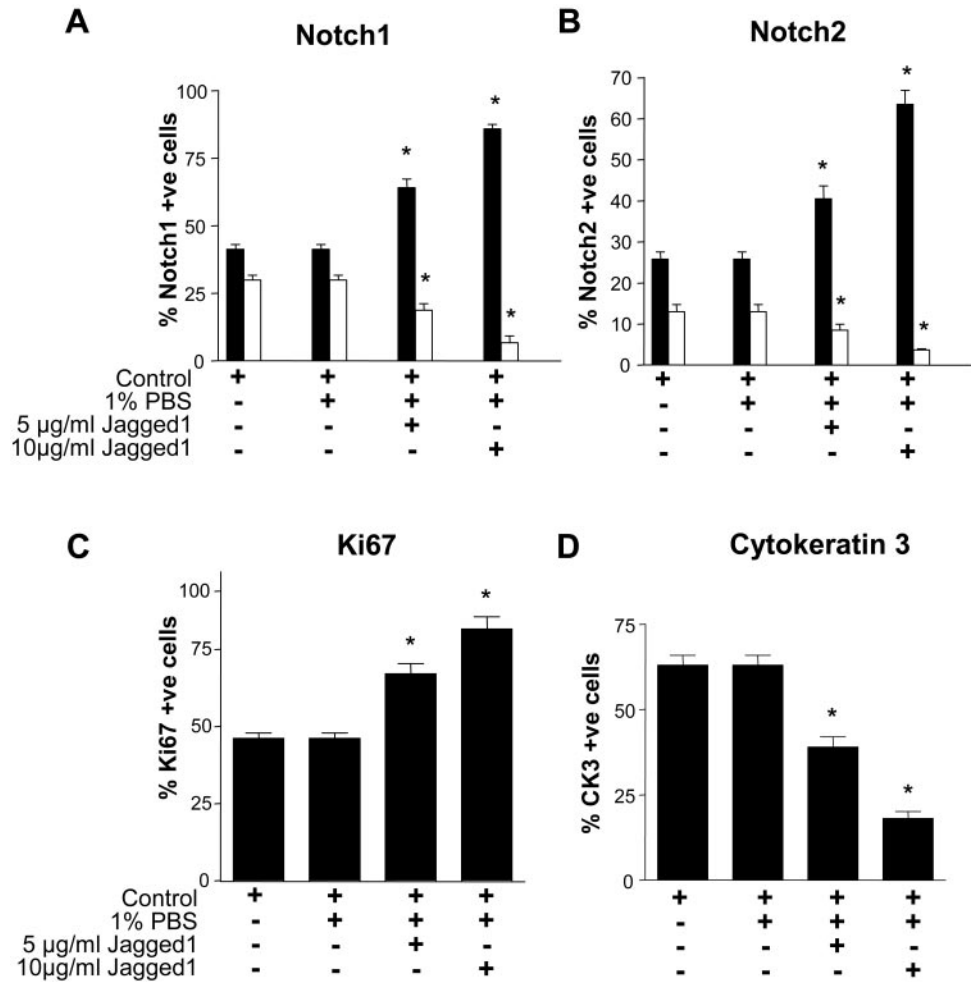 A
Notch1
% Notch1 +ve cells
100
75
50
25
0
* * * *
Control + + + +
1% PBS - + + +
5 µg/ml Jagged1 - - + -
10µg/ml Jagged1 - - - +
B
Notch2
% Notch2 +ve cells
70
60
50
40
30
20
10
0
* * * *
+ + + +
- + + +
- - + -
- - - +
C
Ki67
% Ki67 +ve cells
100
75
50
25
0
* *
Control + + + +
1% PBS - + + +
5 µg/ml Jagged1 - - + -
10µg/ml Jagged1 - - - +
D
Cytokeratin 3
% CK3 +ve cells
75
50
25
0
* *
+ + + +
- + + +
- - + -
- - - +